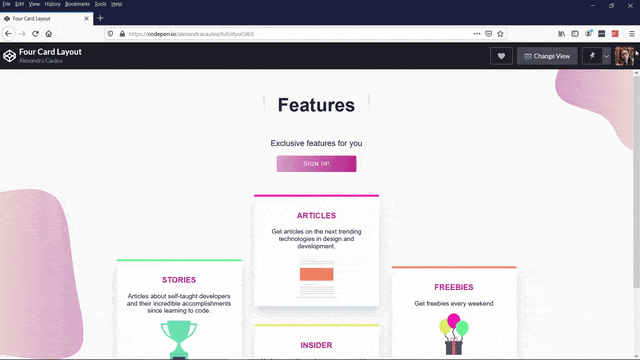 File Edit View History Bookmarks Tools Help
Four Card Layout
https://codepen.io/alexandracaulea/full/
Four Card Layout
Alexandra Caulea
Change View
Features
Exclusive features for you
SIGN UP
ARTICLES
Get articles on the next trending
technologies in design and
development.
STORIES
Articles about self-taught developers
and their incredible accomplishments
since learning to code.
FREEBIES
Get freebies every weekend
INSIDER